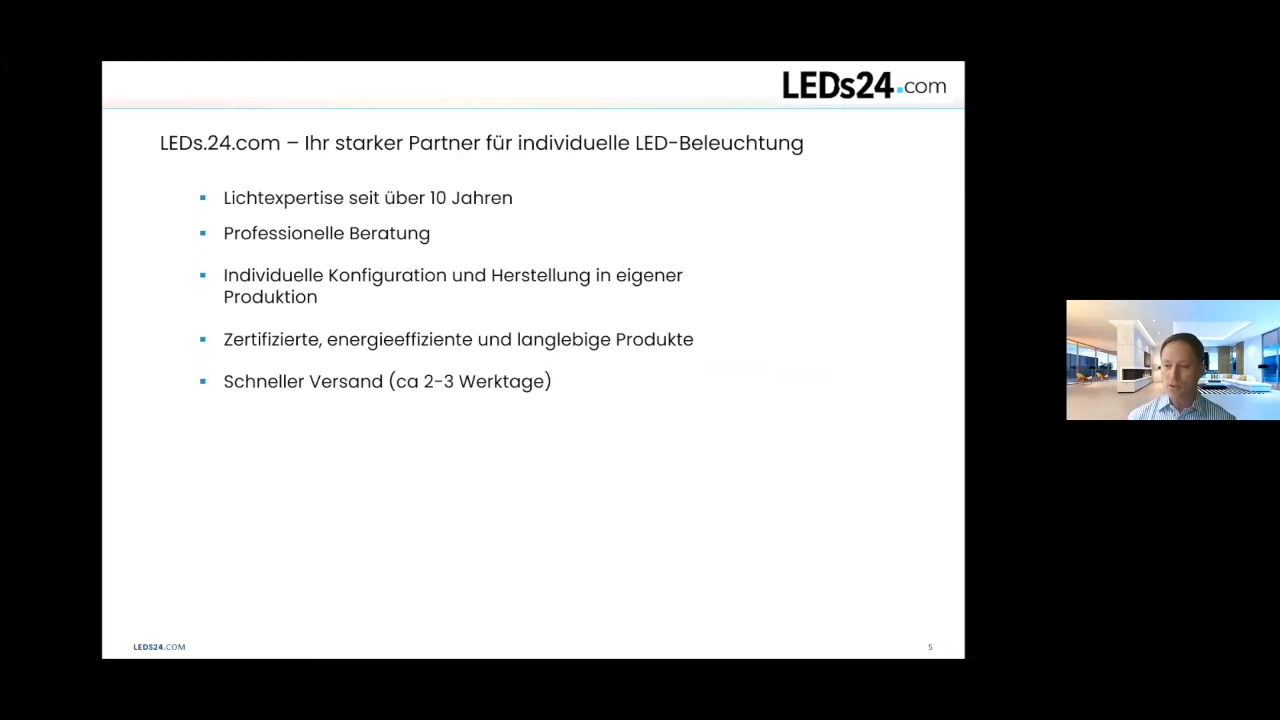 LEDs24.com
LEDs.24.com – Ihr starker Partner für individuelle LED-Beleuchtung
▪ Lichtexpertise seit über 10 Jahren
▪ Professionelle Beratung
▪ Individuelle Konfiguration und Herstellung in eigener
Produktion
▪ Zertifizierte, energieeffiziente und langlebige Produkte
▪ Schneller Versand (ca 2-3 Werktage)
LEDS24.COM
5